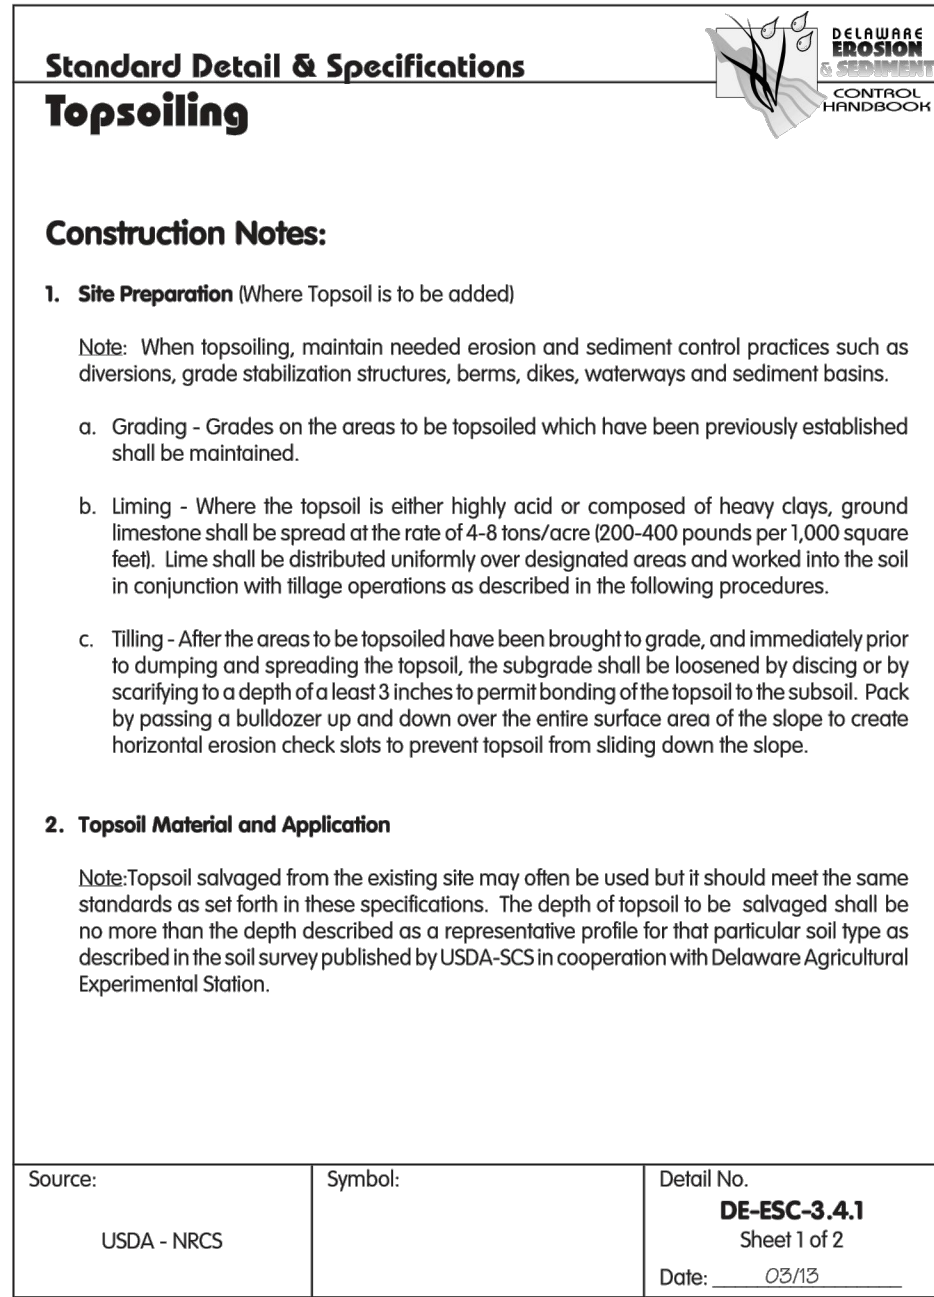 Standard Detail & Specifications
Topsoiling
DELAWARE
EROSION
& SEDIMENT
CONTROL
HANDBOOK
Construction Notes:
1. Site Preparation (Where Topsoil is to be added)
Note: When topsoiling, maintain needed erosion and sediment control practices such as
diversions, grade stabilization structures, berms, dikes, waterways and sediment basins.
a. Grading - Grades on the areas to be topsoiled which have been previously established
shall be maintained.
b. Liming - Where the topsoil is either highly acid or composed of heavy clays, ground
limestone shall be spread at the rate of 4-8 tons/acre (200-400 pounds per 1,000 square
feet). Lime shall be distributed uniformly over designated areas and worked into the soil
in conjunction with tillage operations as described in the following procedures.
c. Tilling - After the areas to be topsoiled have been brought to grade, and immediately prior
to dumping and spreading the topsoil, the subgrade shall be loosened by discing or by
scarifying to a depth of a least 3 inches to permit bonding of the topsoil to the subsoil. Pack
by passing a bulldozer up and down over the entire surface area of the slope to create
horizontal erosion check slots to prevent topsoil from sliding down the slope.
2. Topsoil Material and Application
Note:Topsoil salvaged from the existing site may often be used but it should meet the same
standards as set forth in these specifications. The depth of topsoil to be salvaged shall be
no more than the depth described as a representative profile for that particular soil type as
described in the soil survey published by USDA-SCS in cooperation with Delaware Agricultural
Experimental Station.
Source:
USDA - NRCS
Symbol:
Detail No.
DE-ESC-3.4.1
Sheet 1 of 2
Date: 03/13